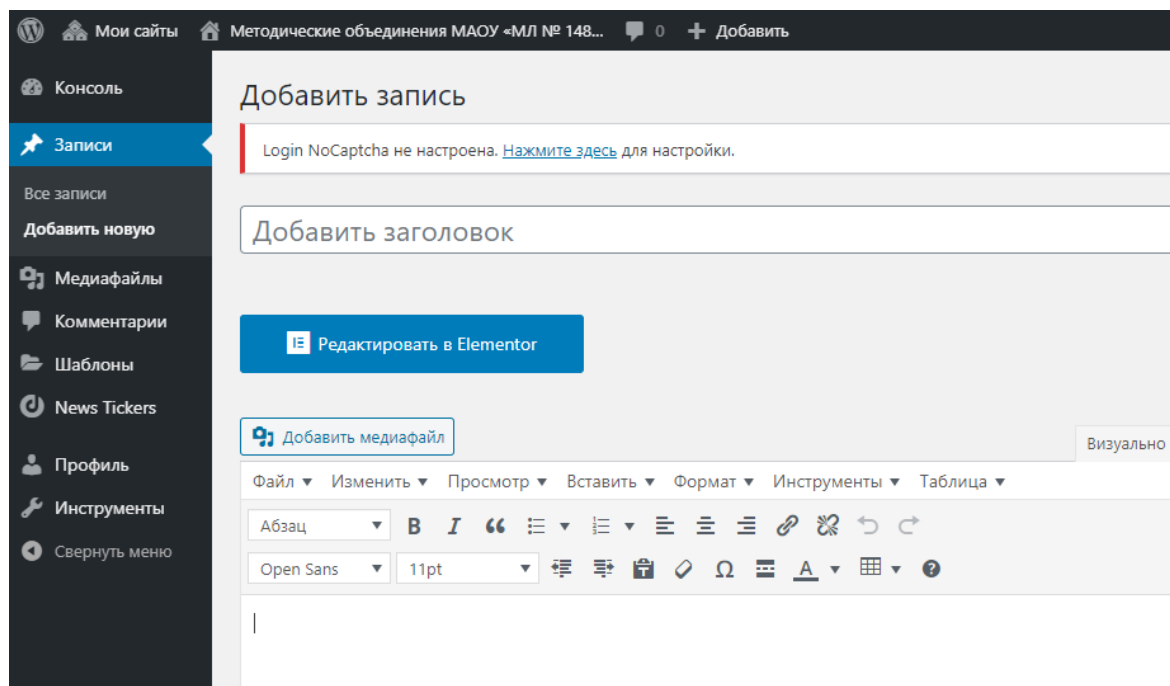 Мои сайты Методические объединения МАОУ «МЛ № 148... 0 Добавить
Консоль
Записи
Все записи
Добавить новую
Медиафайлы
Комментарии
Шаблоны
News Tickers
Профиль
Инструменты
Свернуть меню
Добавить запись
Login NoCaptcha не настроена. Нажмите здесь для настройки.
Добавить заголовок
Редактировать в Elementor
Добавить медиафайл
Визуально
Файл Изменить Просмотр Вставить Формат Инструменты Таблица
Абзац
Open Sans 11pt